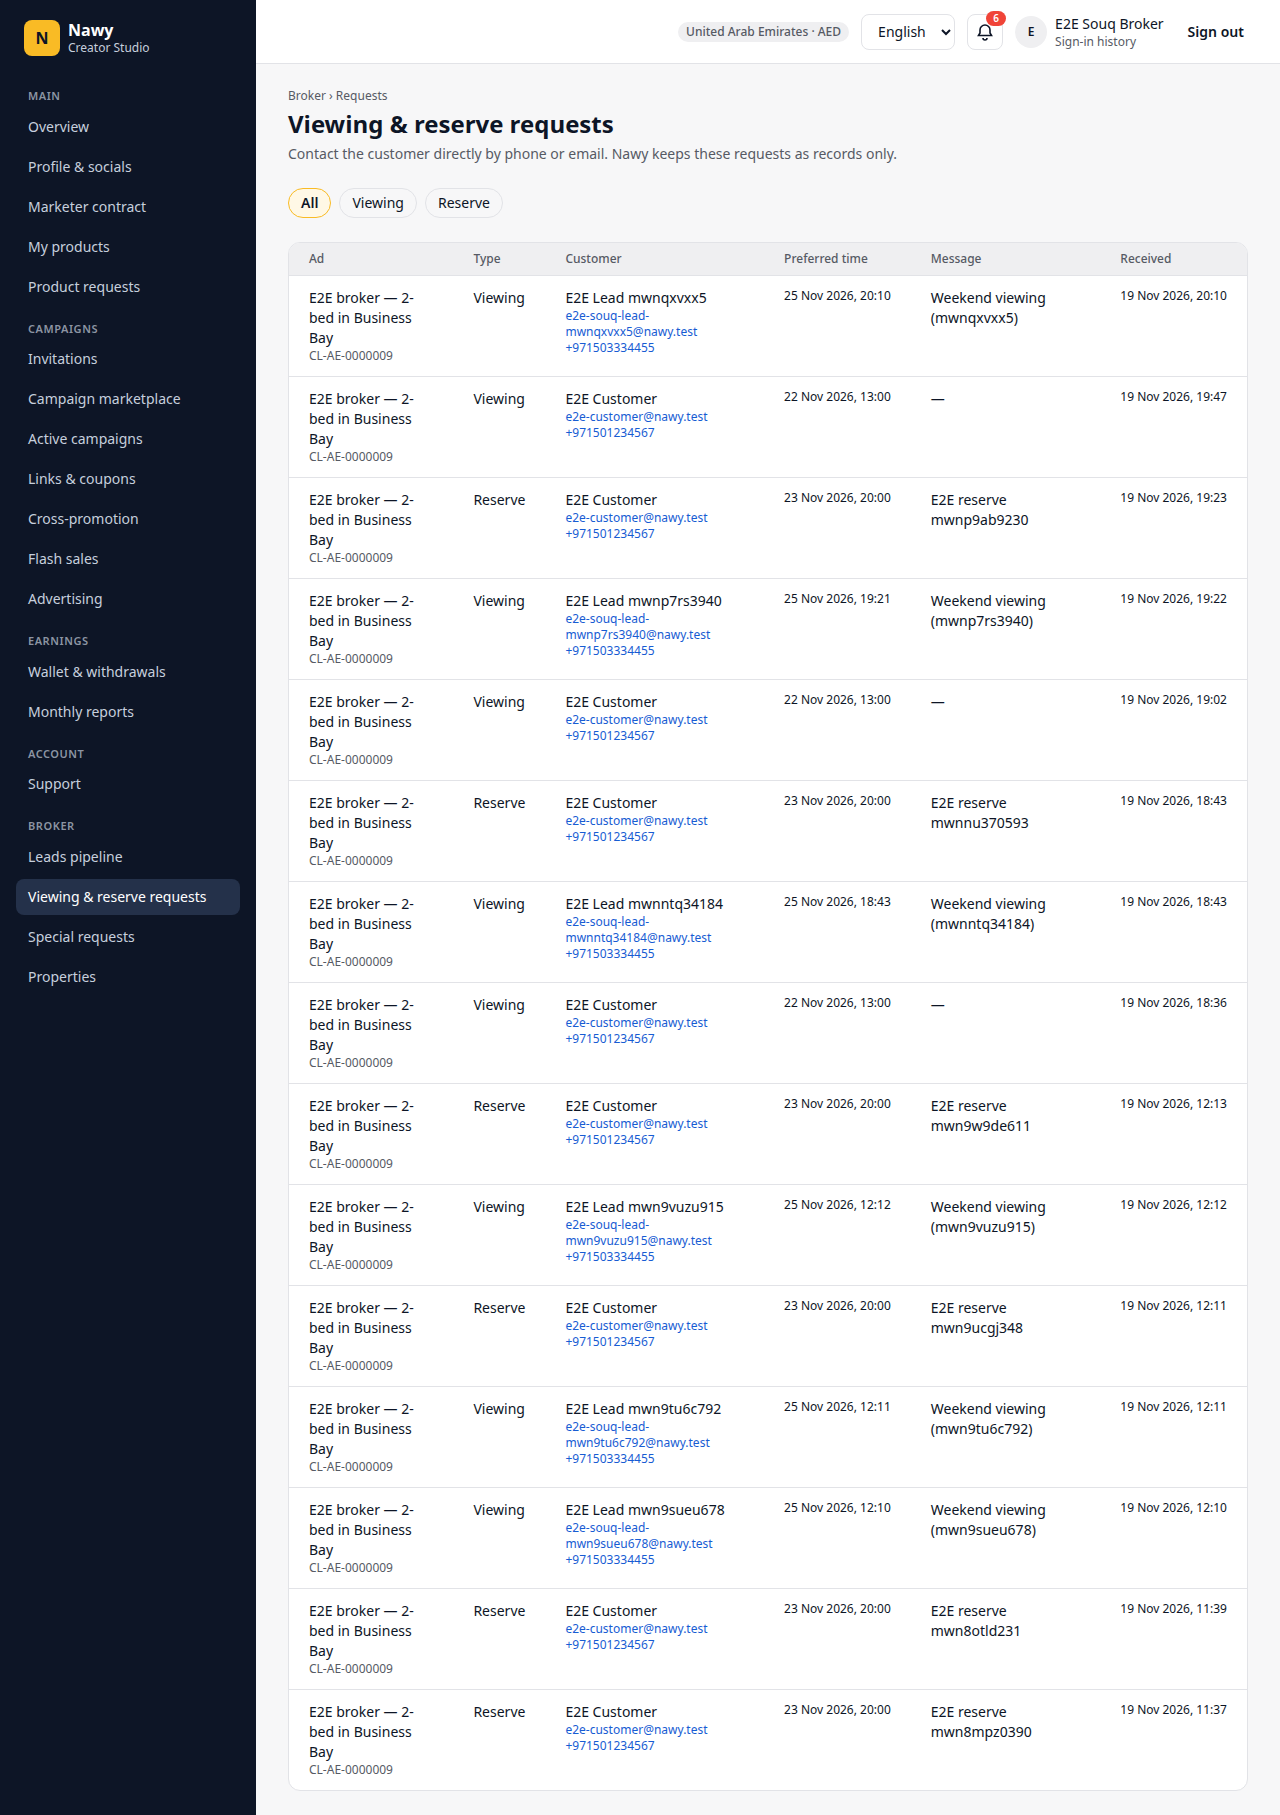 N
Nawy
Creator Studio
MAIN
Overview
Profile & socials
Marketer contract
My products
Product requests
CAMPAIGNS
Invitations
Campaign marketplace
Active campaigns
Links & coupons
Cross-promotion
Flash sales
Advertising
EARNINGS
Wallet & withdrawals
Monthly reports
ACCOUNT
Support
BROKER
Leads pipeline
Viewing & reserve requests
Special requests
Properties
United Arab Emirates · AED
English
6
E
E2E Souq Broker
Sign-in history
Sign out
Broker › Requests
Viewing & reserve requests
Contact the customer directly by phone or email. Nawy keeps these requests as records only.
All
Viewing
Reserve
Ad Type Customer Preferred time Message Received
E2E broker — 2-
bed in Business
Bay
CL-AE-0000009
Viewing
E2E Lead mwnqxvxx5
e2e-souq-lead-
mwnqxvxx5@nawy.test
+971503334455
25 Nov 2026, 20:10
Weekend viewing
(mwnqxvxx5)
19 Nov 2026, 20:10
E2E broker — 2-
bed in Business
Bay
CL-AE-0000009
Viewing
E2E Customer
e2e-customer@nawy.test
+971501234567
22 Nov 2026, 13:00
—
19 Nov 2026, 19:47
E2E broker — 2-
bed in Business
Bay
CL-AE-0000009
Reserve
E2E Customer
e2e-customer@nawy.test
+971501234567
23 Nov 2026, 20:00
E2E reserve
mwnp9ab9230
19 Nov 2026, 19:23
E2E broker — 2-
bed in Business
Bay
CL-AE-0000009
Viewing
E2E Lead mwnp7rs3940
e2e-souq-lead-
mwnp7rs3940@nawy.test
+971503334455
25 Nov 2026, 19:21
Weekend viewing
(mwnp7rs3940)
19 Nov 2026, 19:22
E2E broker — 2-
bed in Business
Bay
CL-AE-0000009
Viewing
E2E Customer
e2e-customer@nawy.test
+971501234567
22 Nov 2026, 13:00
—
19 Nov 2026, 19:02
E2E broker — 2-
bed in Business
Bay
CL-AE-0000009
Reserve
E2E Customer
e2e-customer@nawy.test
+971501234567
23 Nov 2026, 20:00
E2E reserve
mwnnu370593
19 Nov 2026, 18:43
E2E broker — 2-
bed in Business
Bay
CL-AE-0000009
Viewing
E2E Lead mwnntq34184
e2e-souq-lead-
mwnntq34184@nawy.test
+971503334455
25 Nov 2026, 18:43
Weekend viewing
(mwnntq34184)
19 Nov 2026, 18:43
E2E broker — 2-
bed in Business
Bay
CL-AE-0000009
Viewing
E2E Customer
e2e-customer@nawy.test
+971501234567
22 Nov 2026, 13:00
—
19 Nov 2026, 18:36
E2E broker — 2-
bed in Business
Bay
CL-AE-0000009
Reserve
E2E Customer
e2e-customer@nawy.test
+971501234567
23 Nov 2026, 20:00
E2E reserve
mwn9w9de611
19 Nov 2026, 12:13
E2E broker — 2-
bed in Business
Bay
CL-AE-0000009
Viewing
E2E Lead mwn9vuzu915
e2e-souq-lead-
mwn9vuzu915@nawy.test
+971503334455
25 Nov 2026, 12:12
Weekend viewing
(mwn9vuzu915)
19 Nov 2026, 12:12
E2E broker — 2-
bed in Business
Bay
CL-AE-0000009
Reserve
E2E Customer
e2e-customer@nawy.test
+971501234567
23 Nov 2026, 20:00
E2E reserve
mwn9ucgj348
19 Nov 2026, 12:11
E2E broker — 2-
bed in Business
Bay
CL-AE-0000009
Viewing
E2E Lead mwn9tu6c792
e2e-souq-lead-
mwn9tu6c792@nawy.test
+971503334455
25 Nov 2026, 12:11
Weekend viewing
(mwn9tu6c792)
19 Nov 2026, 12:11
E2E broker — 2-
bed in Business
Bay
CL-AE-0000009
Viewing
E2E Lead mwn9sueu678
e2e-souq-lead-
mwn9sueu678@nawy.test
+971503334455
25 Nov 2026, 12:10
Weekend viewing
(mwn9sueu678)
19 Nov 2026, 12:10
E2E broker — 2-
bed in Business
Bay
CL-AE-0000009
Reserve
E2E Customer
e2e-customer@nawy.test
+971501234567
23 Nov 2026, 20:00
E2E reserve
mwn8otld231
19 Nov 2026, 11:39
E2E broker — 2-
bed in Business
Bay
CL-AE-0000009
Reserve
E2E Customer
e2e-customer@nawy.test
+971501234567
23 Nov 2026, 20:00
E2E reserve
mwn8mpz0390
19 Nov 2026, 11:37